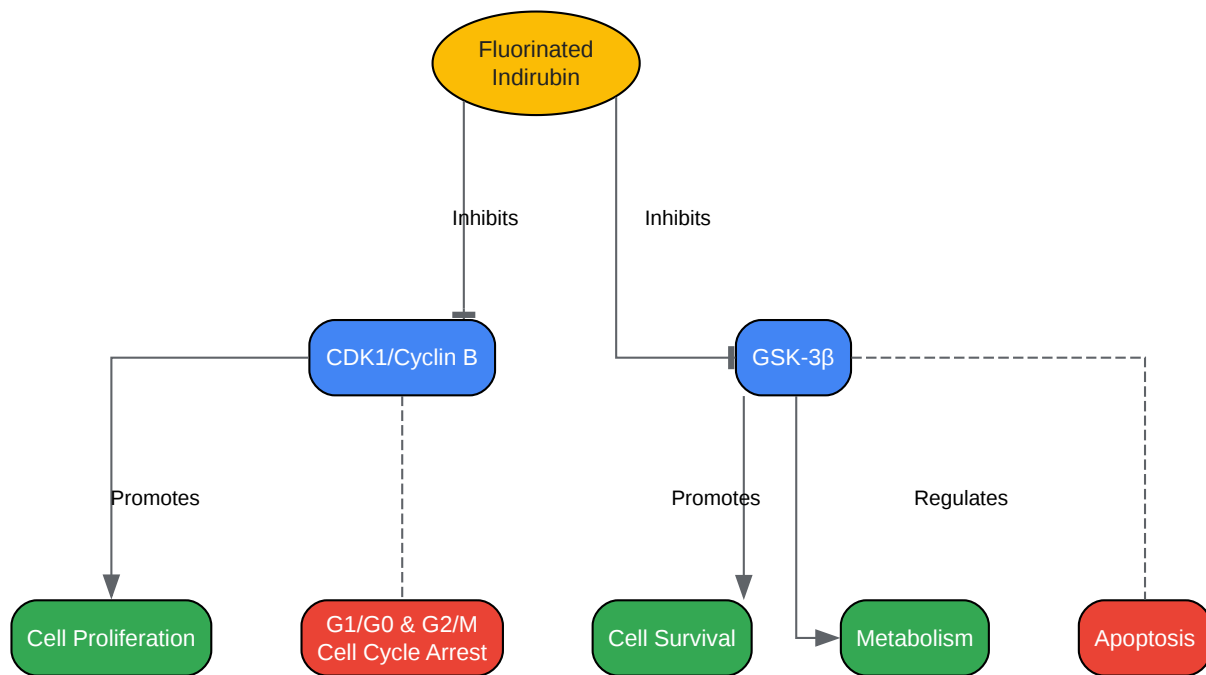 Fluorinated
Indirubin
Inhibits
Inhibits
CDK1/Cyclin B
GSK-3β
Promotes
Promotes
Regulates
Cell Proliferation
G1/G0 & G2/M
Cell Cycle Arrest
Cell Survival
Metabolism
Apoptosis